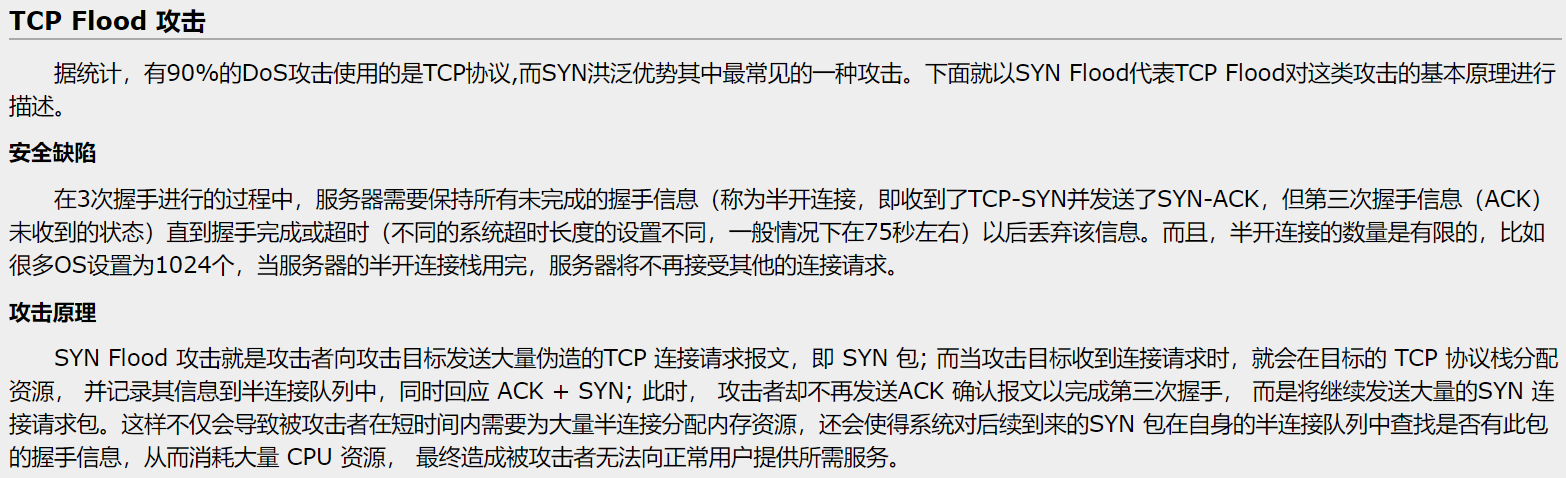 TCP Flood 攻击
据统计，有90%的DoS攻击使用的是TCP协议,而SYN洪泛优势其中最常见的一种攻击。下面就以SYN Flood代表TCP Flood对这类攻击的基本原理进行
描述。
安全缺陷
在3次握手进行的过程中，服务器需要保持所有未完成的握手信息（称为半开连接，即收到了TCP-SYN并发送了SYN-ACK，但第三次握手信息（ACK）
未收到的状态）直到握手完成或超时（不同的系统超时长度的设置不同，一般情况下在75秒左右）以后丢弃该信息。而且，半开连接的数量是有限的，比如
很多OS设置为1024个，当服务器的半开连接栈用完，服务器将不再接受其他的连接请求。
攻击原理
SYN Flood 攻击就是攻击者向攻击目标发送大量伪造的TCP 连接请求报文，即 SYN 包; 而当攻击目标收到连接请求时，就会在目标的 TCP 协议栈分配
资源， 并记录其信息到半连接队列中，同时回应 ACK + SYN; 此时， 攻击者却不再发送ACK 确认报文以完成第三次握手， 而是将继续发送大量的SYN 连
接请求包。这样不仅会导致被攻击者在短时间内需要为大量半连接分配内存资源，还会使得系统对后续到来的SYN 包在自身的半连接队列中查找是否有此包
的握手信息，从而消耗大量 CPU 资源， 最终造成被攻击者无法向正常用户提供所需服务。